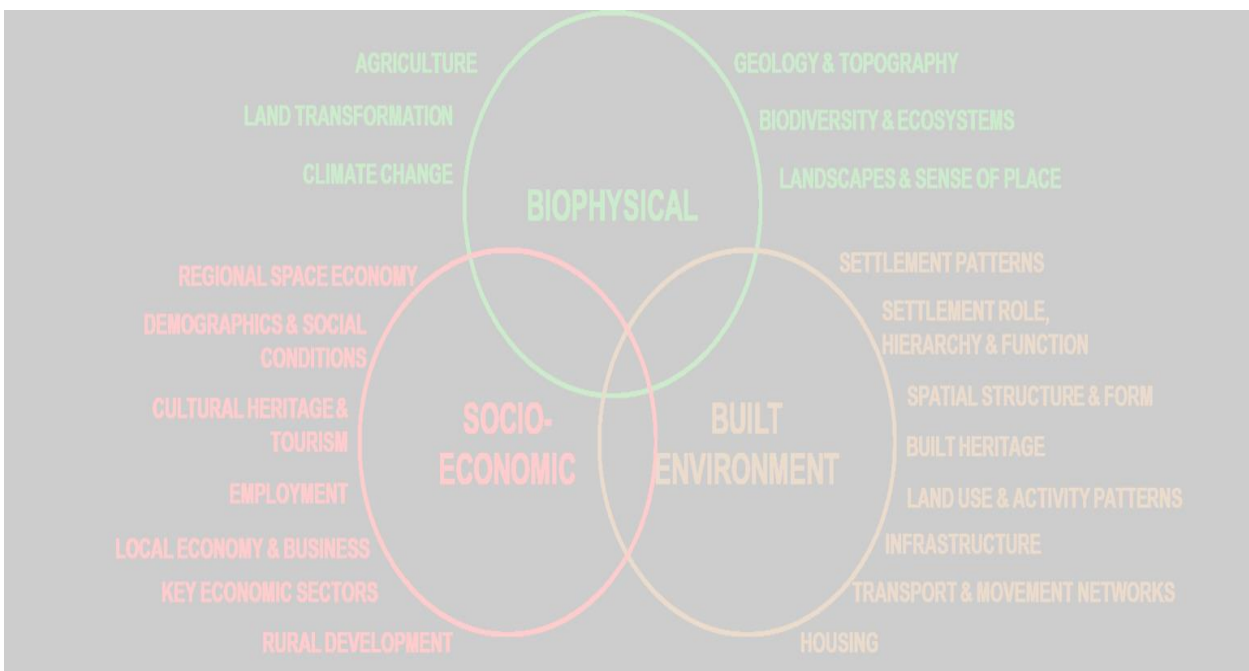 AGRICULTURE
LAND TRANSFORMATION
CLIMATE CHANGE
GEOLOGY & TOPOGRAPHY
BIODIVERSITY & ECOSYSTEMS
LANDSCAPES & SENSE OF PLACE
BIOPHYSICAL
REGIONAL SPACE ECONOMY
DEMOGRAPHICS & SOCIAL
CONDITIONS
CULTURAL HERITAGE &
TOURISM
EMPLOYMENT
LOCAL ECONOMY & BUSINESS
KEY ECONOMIC SECTORS
RURAL DEVELOPMENT
SOCIO-
ECONOMIC
BUILT
ENVIRONMENT
SETTLEMENT PATTERNS
SETTLEMENT ROLE,
HIERARCHY & FUNCTION
SPATIAL STRUCTURE & FORM
BUILT HERITAGE
LAND USE & ACTIVITY PATTERNS
INFRASTRUCTURE
TRANSPORT & MOVEMENT NETWORKS
HOUSING